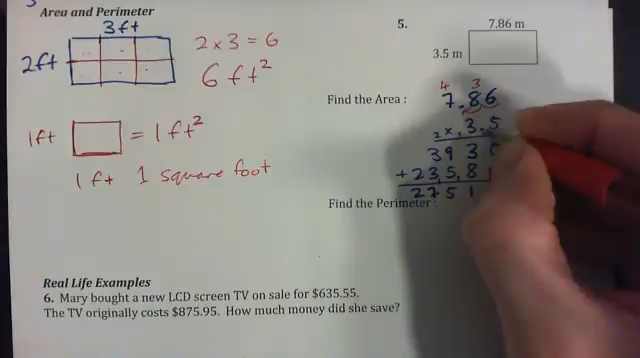 Area and Perimeter
3ft
2ft
2 x 3 = 6
6 ft²
1ft = 1ft²
1 ft 1 square foot
5. 7.86 m
3.5 m
Find the Area :
4 3
7.86
x 3.5
393
+ 2358
2751
Find the Perimeter:
Real Life Examples
6. Mary bought a new LCD screen TV on sale for $635.55.
The TV originally costs $875.95. How much money did she save?